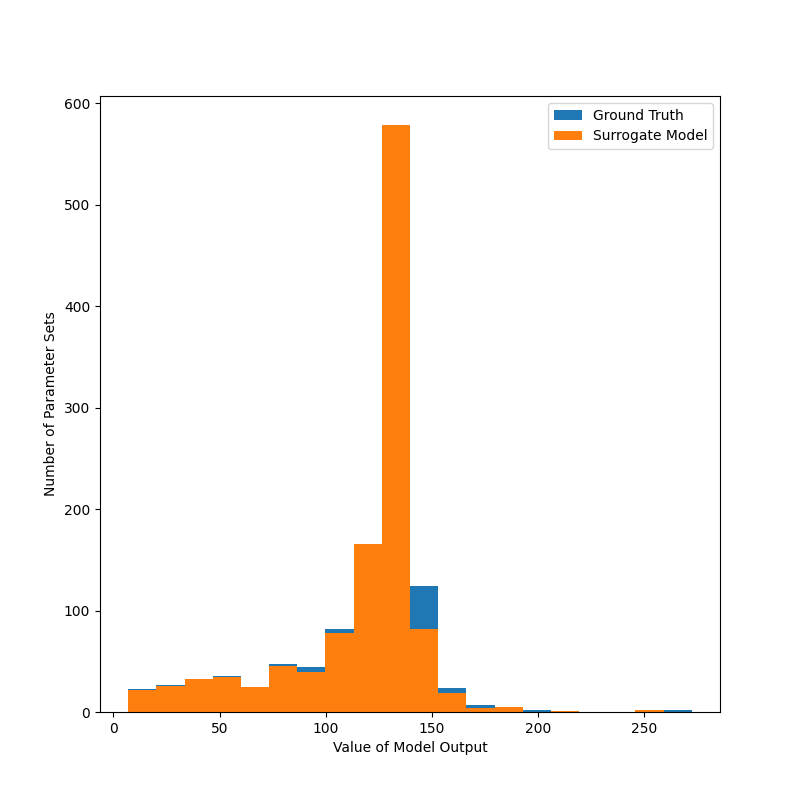 Ground Truth
Surrogate Model
600
500
400
300
200
100
0
Number of Parameter Sets
0 50 100 150 200 250
Value of Model Output